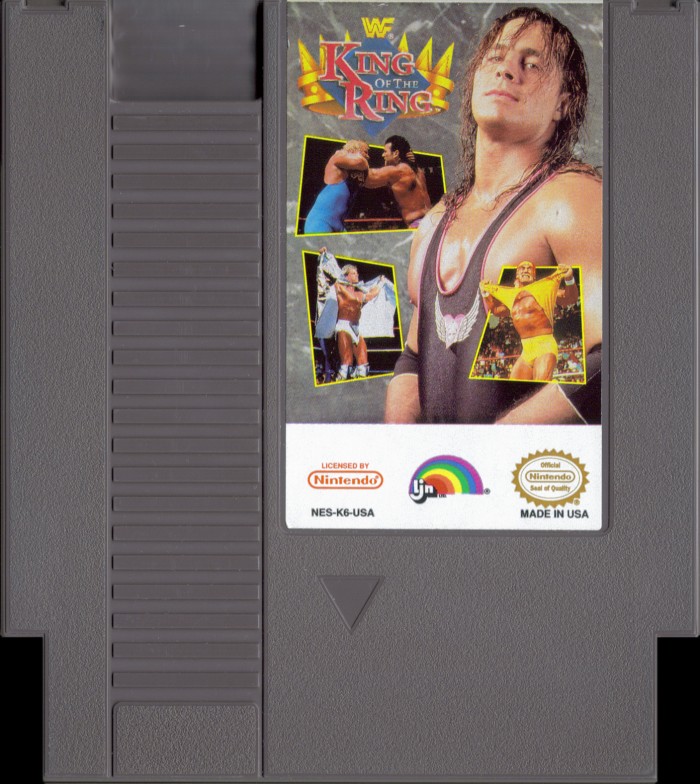 WF
KING
OF THE
RING
LICENSED BY
Nintendo®
ljn LTD.
®
Official
Nintendo
Seal of Quality
®
NES-K6-USA
MADE IN USA